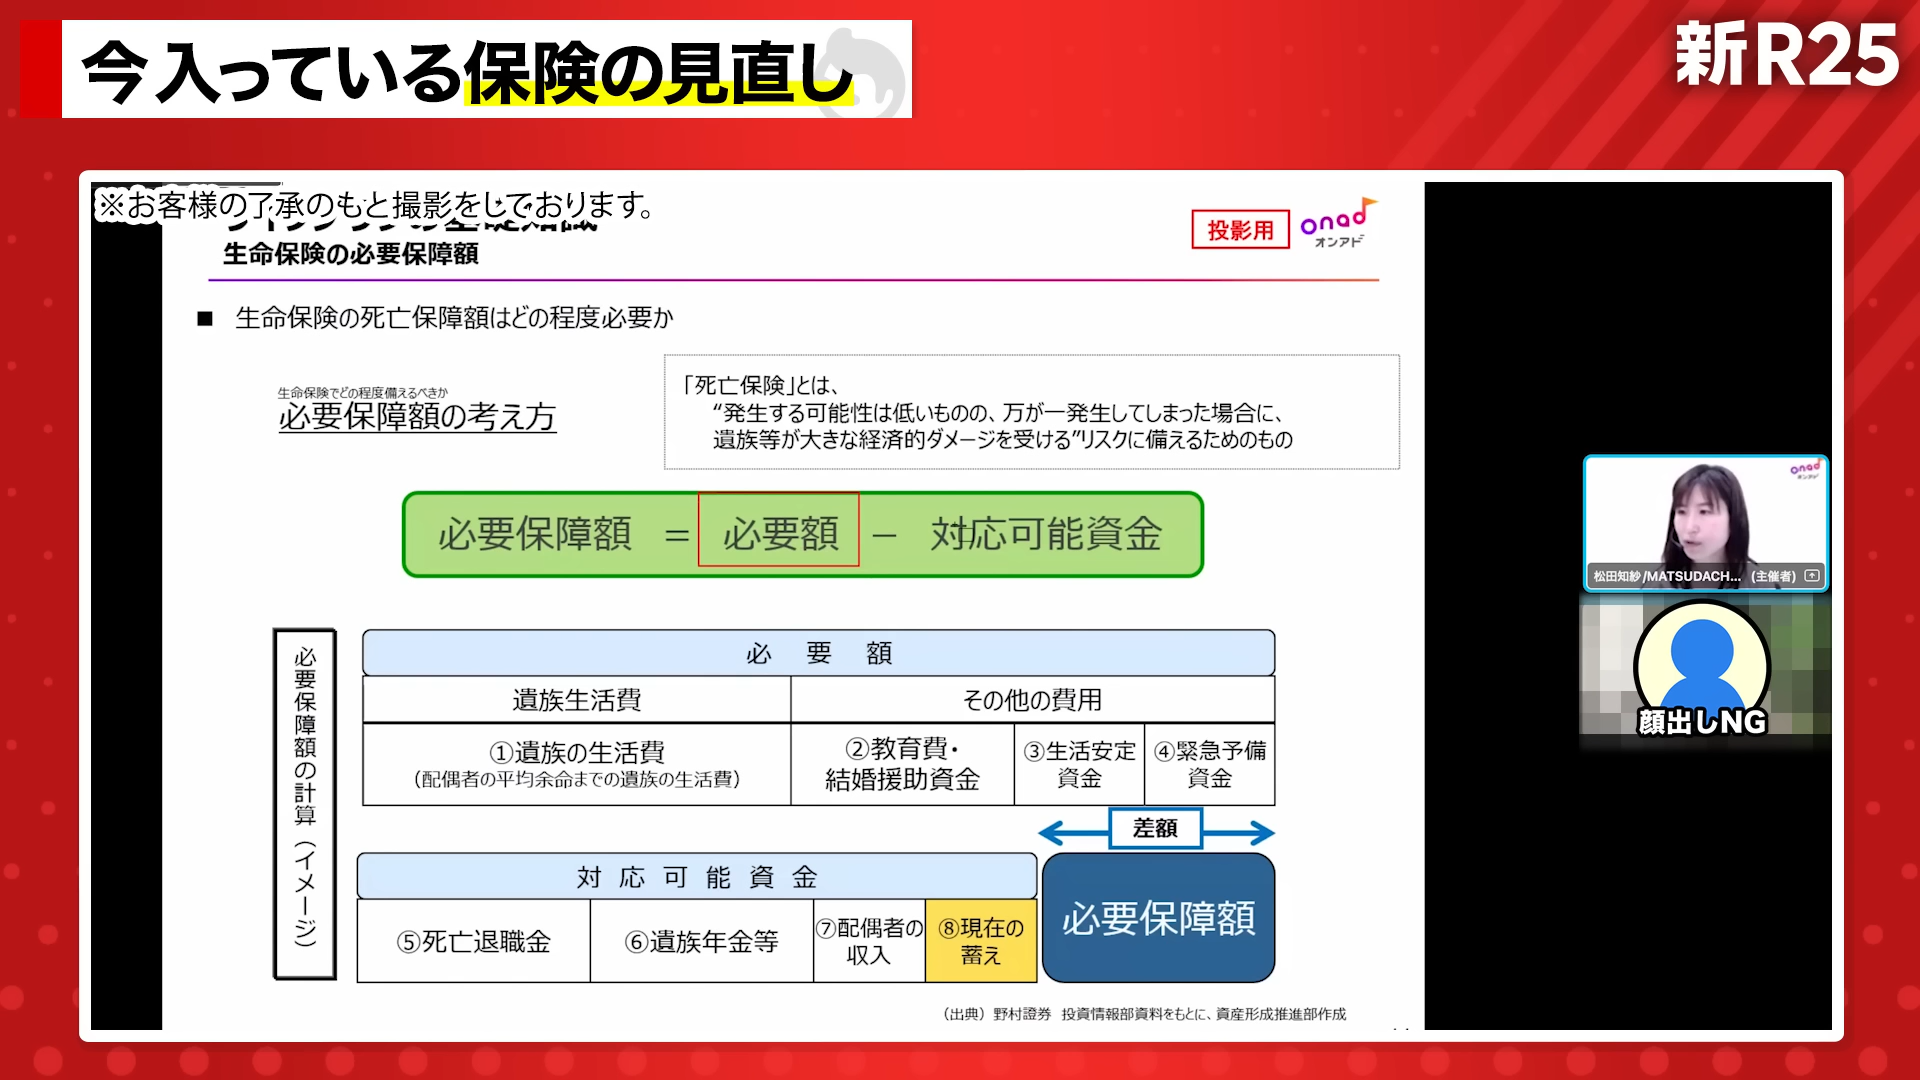 今入っている保険の見直し
新R25
※お客様の了承のもと撮影をしております。
生命保険の必要保障額
投影用
onad
オンアド
■ 生命保険の死亡保障額はどの程度必要か
生命保険でどの程度備えるべきか
必要保障額の考え方
「死亡保険」とは、
“発生する可能性は低いものの、万が一発生してしまった場合に、
遺族等が大きな経済的ダメージを受ける”リスクに備えるためのもの
必要保障額 = 必要額 − 対応可能資金
必要保障額の計算（イメージ）
必要額
遺族生活費
その他の費用
①遺族の生活費
（配偶者の平均余命までの遺族の生活費）
②教育費・
結婚援助資金
③生活安定
資金
④緊急予備
資金
差額
対応可能資金
⑤死亡退職金
⑥遺族年金等
⑦配偶者の
収入
⑧現在の
蓄え
必要保障額
（出典）野村證券 投資情報部資料をもとに、資産形成推進部作成
onad
オンアド
松田知紗/MATSUDACH... (主催者)
顔出しNG